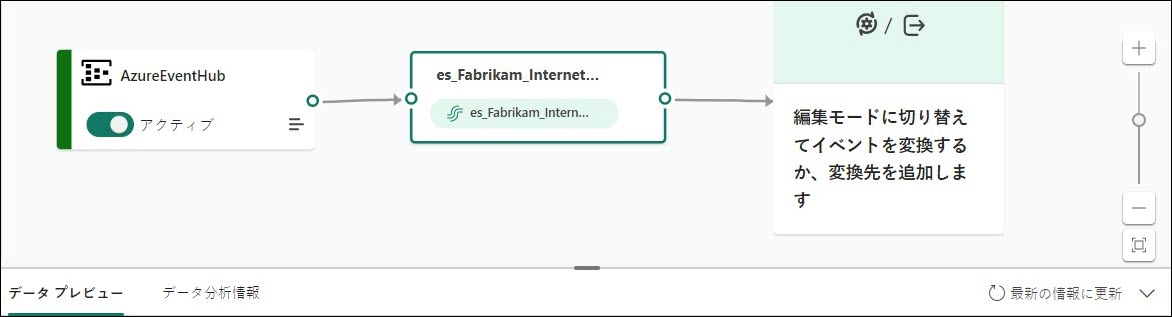 AzureEventHub
アクティブ
es_Fabrikam_Internet...
es_Fabrikam_Intern...
/
編集モードに切り替え
てイベントを変換する
か、変換先を追加しま
す
データ プレビュー
データ分析情報
最新の情報に更新